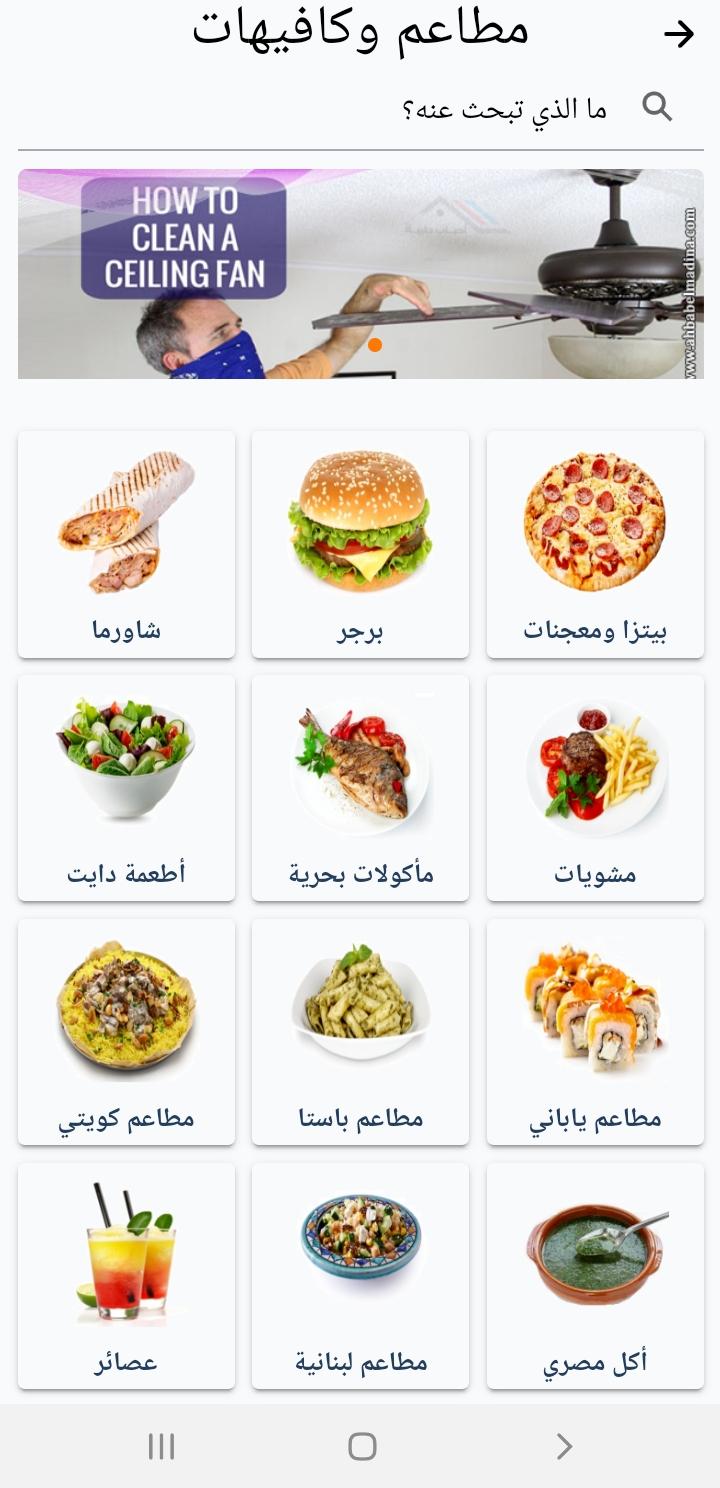 مطاعم وكافيهات
ما الذي تبحث عنه؟
HOW TO
CLEAN A
CEILING FAN
www.ahbabelmadina.com
بيتزا ومعجنات
برجر
شاورما
مشويات
مأكولات بحرية
أطعمة دايت
مطاعم ياباني
مطاعم باستا
مطاعم كويتي
أكل مصري
مطاعم لبنانية
عصائر